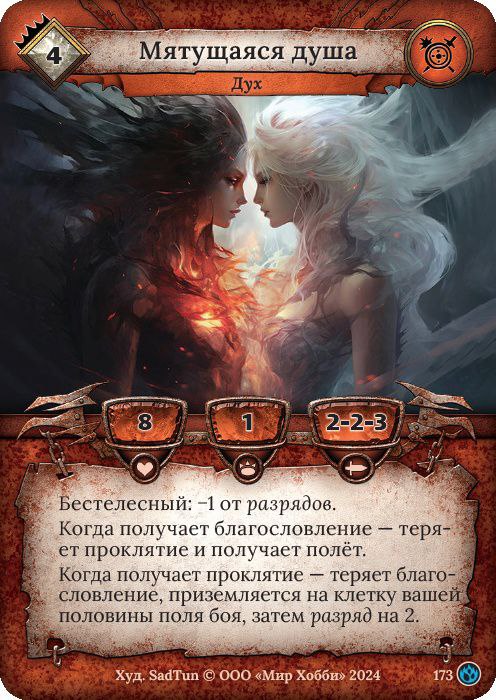 4
Мятущаяся душа
Дух
8
1
2-2-3
Бестелесный: −1 от разрядов.
Когда получает благословление — теря-
ет проклятие и получает полёт.
Когда получает проклятие — теряет благо-
словление, приземляется на клетку вашей
половины поля боя, затем разряд на 2.
Худ. SadTun © ООО «Мир Хобби» 2024
173